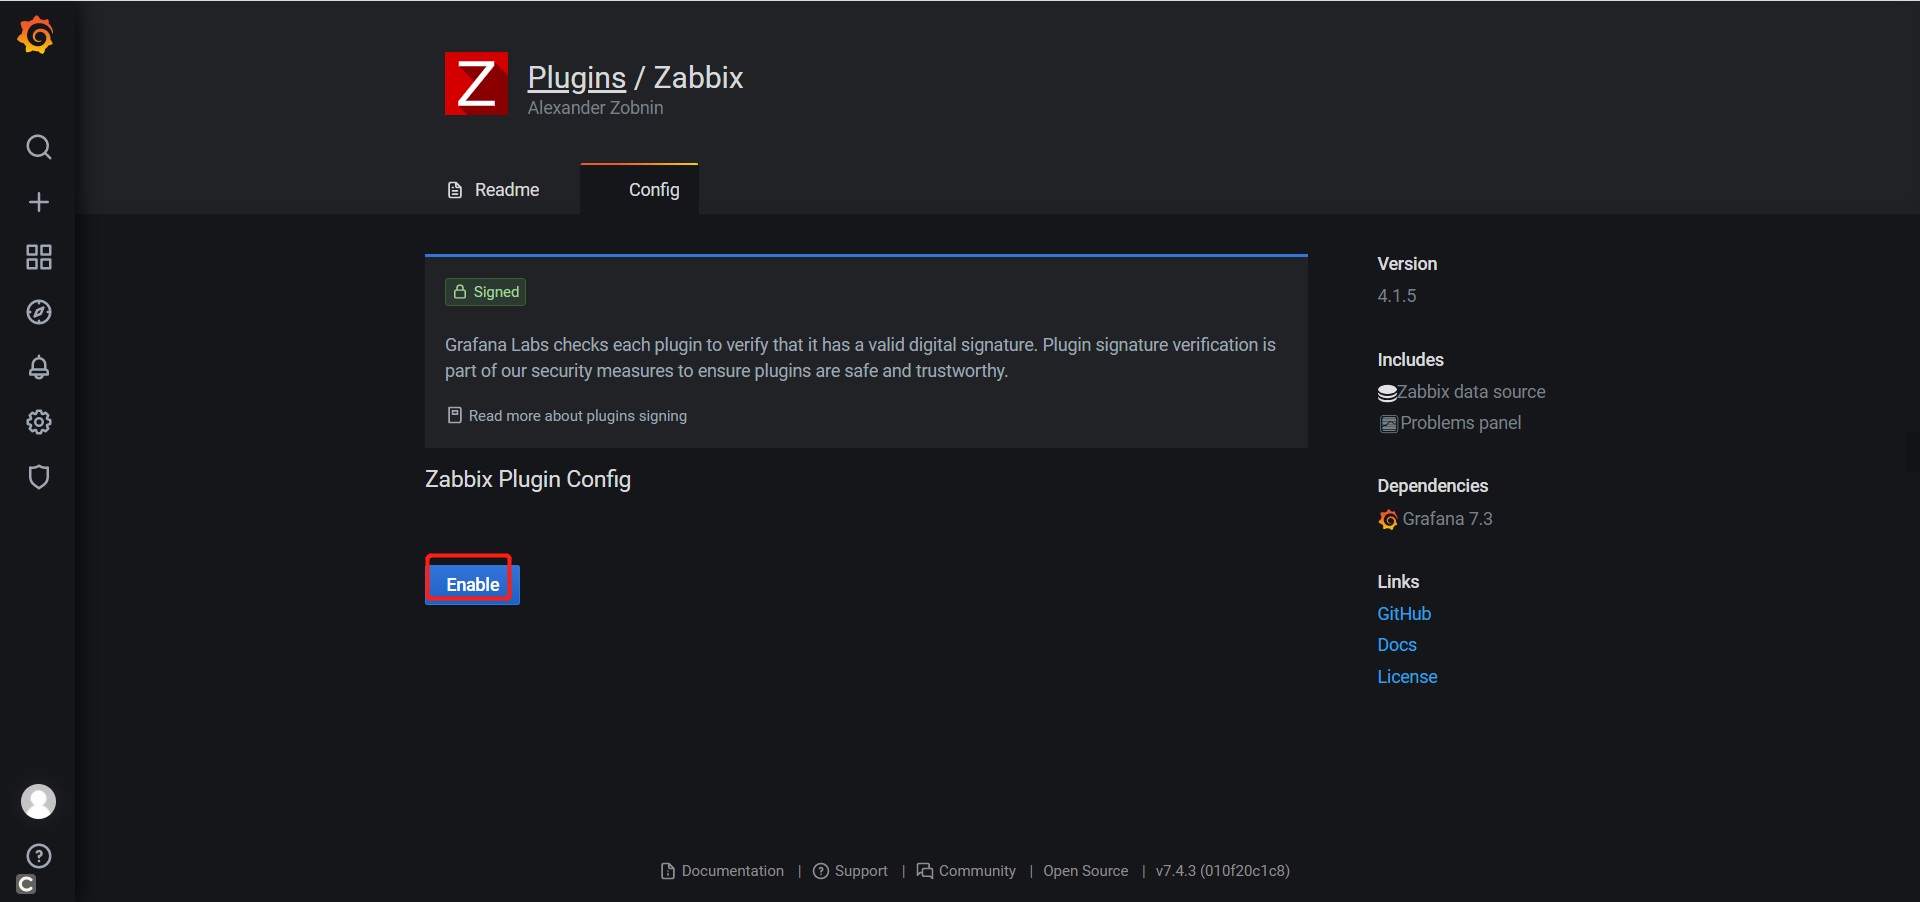 Z
Plugins / Zabbix
Alexander Zobnin
Readme
Config
Signed
Grafana Labs checks each plugin to verify that it has a valid digital signature. Plugin signature verification is
part of our security measures to ensure plugins are safe and trustworthy.
Read more about plugins signing
Zabbix Plugin Config
Enable
Version
4.1.5
Includes
Zabbix data source
Problems panel
Dependencies
Grafana 7.3
Links
GitHub
Docs
License
C
Documentation | Support | Community | Open Source | v7.4.3 (010f20c1c8)